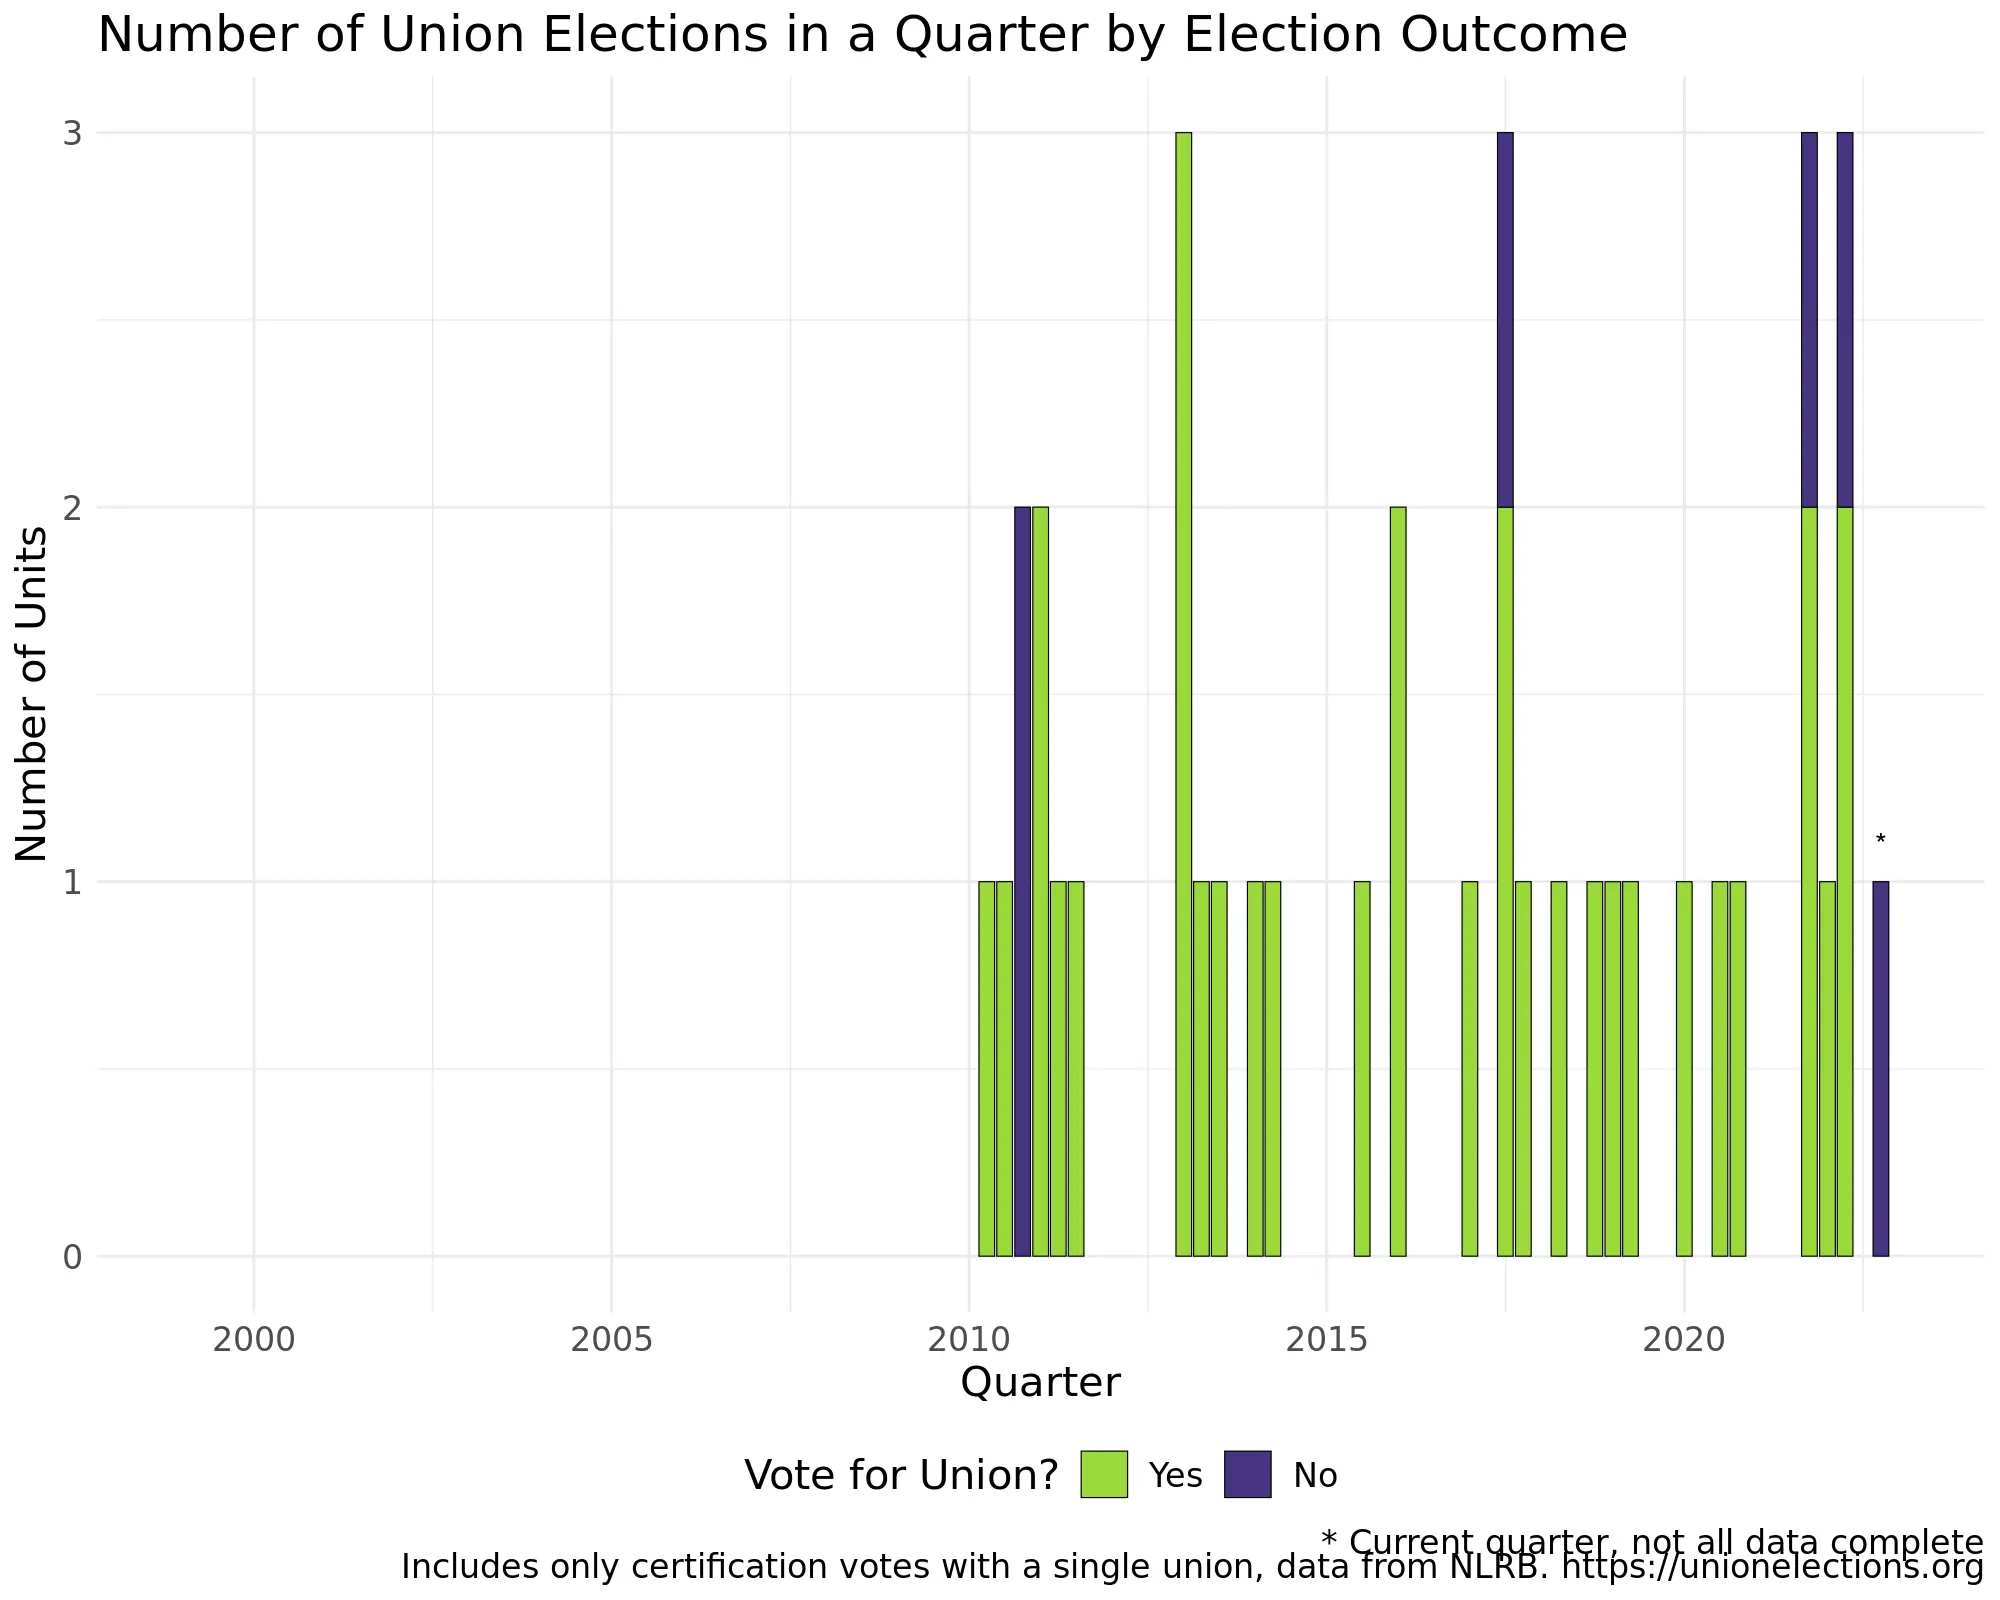 Number of Union Elections in a Quarter by Election Outcome
3
2
1
0
Number of Units
*
2000 2005 2010 2015 2020
Quarter
Vote for Union? Yes No
* Current quarter, not all data complete
Includes only certification votes with a single union, data from NLRB. https://unionelections.org